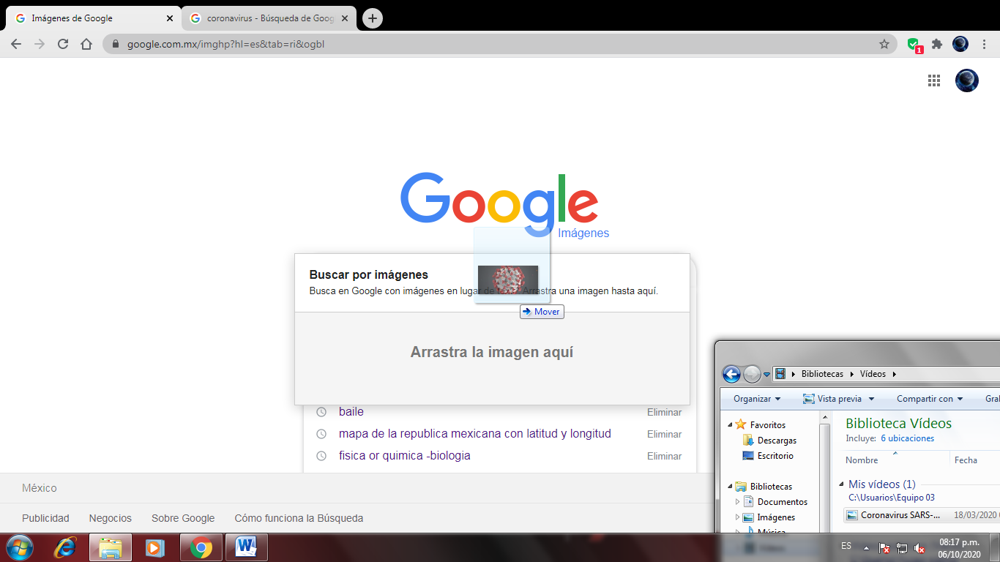 Imágenes de Google
coronavirus - Búsqueda de Goog
google.com.mx/imghp?hl=es&tab=ri&ogbl
1
Google
Imágenes
Buscar por imágenes
Busca en Google con imágenes en lugar de Arrastra una imagen hasta aquí.
Mover
Arrastra la imagen aquí
baile Eliminar
mapa de la republica mexicana con latitud y longitud Eliminar
fisica or quimica -biologia Eliminar
México
Publicidad Negocios Sobre Google Cómo funciona la Búsqueda
Bibliotecas Vídeos
Organizar Vista previa Compartir con Gral
Favoritos
Descargas
Escritorio
Bibliotecas
Documentos
Imágenes
Música
Biblioteca Vídeos
Incluye: 6 ubicaciones
Nombre Fecha
Mis vídeos (1)
C:\Usuarios\Equipo 03
Coronavirus SARS-... 18/03/2020
ES
08:17 p.m.
06/10/2020